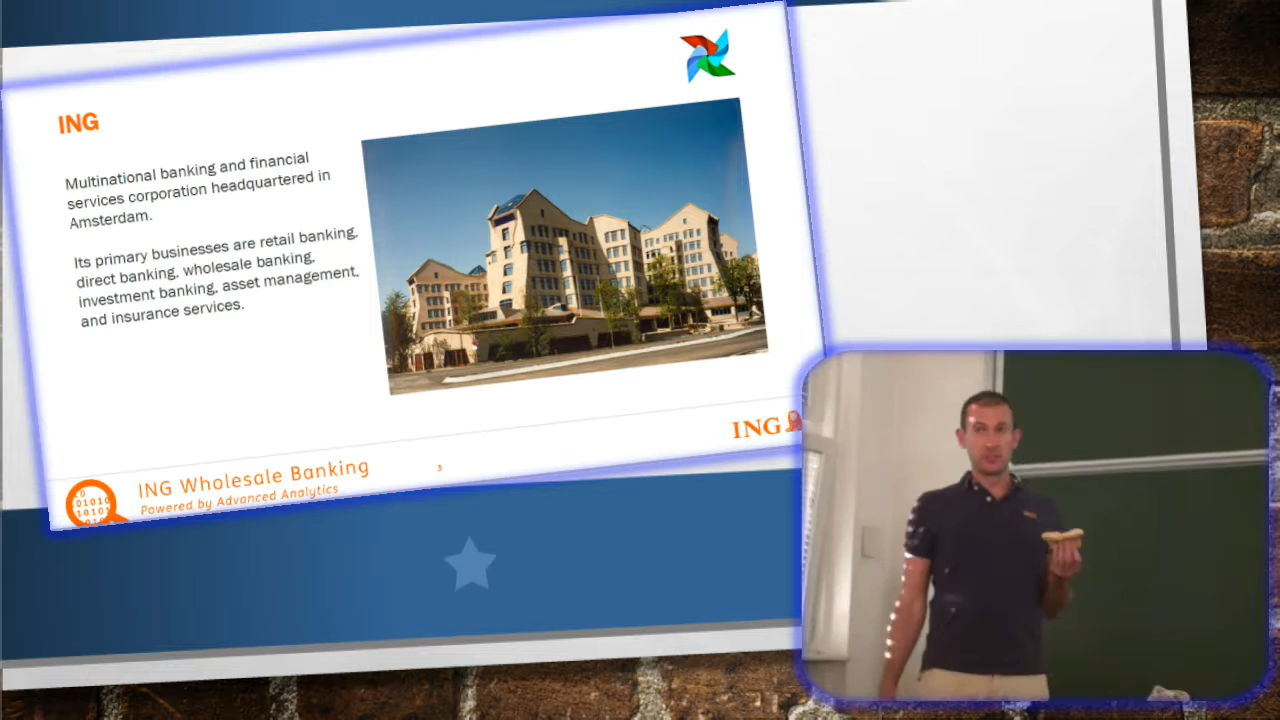 ING
Multinational banking and financial
services corporation headquartered in
Amsterdam.
Its primary businesses are retail banking,
direct banking, wholesale banking,
investment banking, asset management,
and insurance services.
ING
ING Wholesale Banking
Powered by Advanced Analytics
3